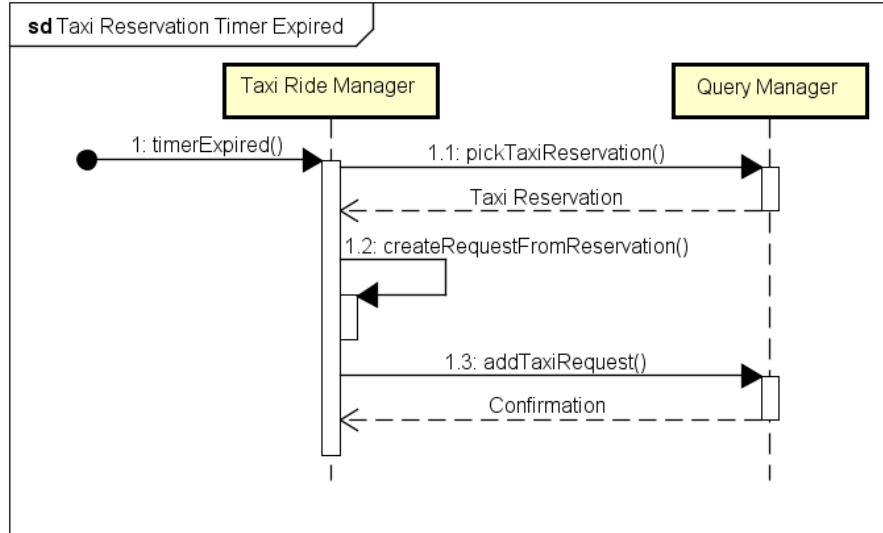 sd Taxi Reservation Timer Expired
Taxi Ride Manager
Query Manager
1: timerExpired()
1.1: pickTaxiReservation()
Taxi Reservation
1.2: createRequestFromReservation()
1.3: addTaxiRequest()
Confirmation